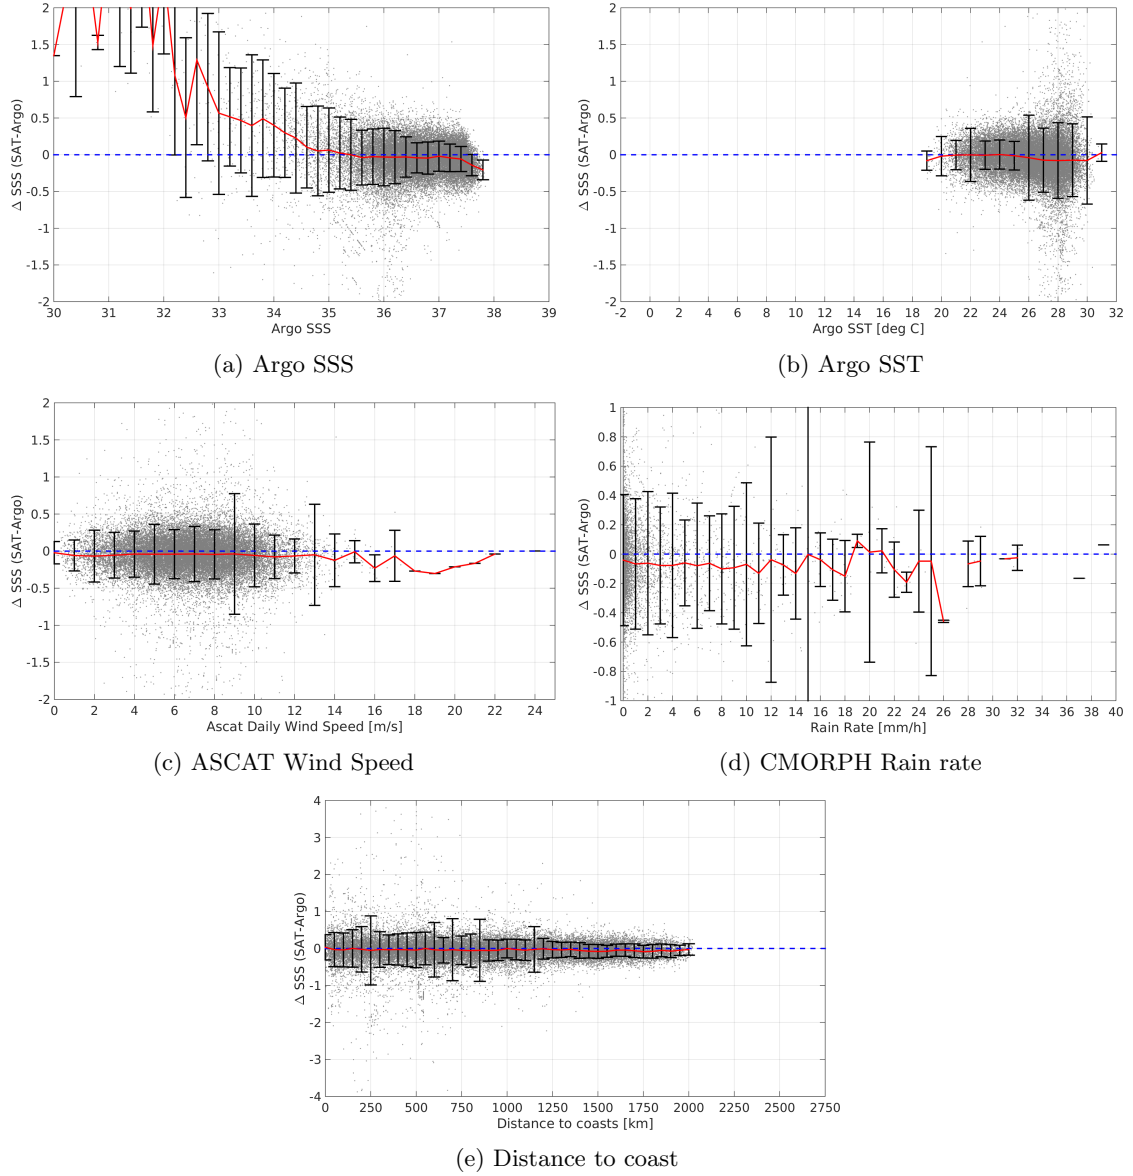 2
1.5
1
0.5
0
-0.5
-1
-1.5
-2
Δ SSS (SAT-Argo)
30 31 32 33 34 35 36 37 38 39
Argo SSS
(a) Argo SSS
2
1.5
1
0.5
0
-0.5
-1
-1.5
-2
Δ SSS (SAT-Argo)
-2 0 2 4 6 8 10 12 14 16 18 20 22 24 26 28 30 32
Argo SST [deg C]
(b) Argo SST
2
1.5
1
0.5
0
-0.5
-1
-1.5
-2
Δ SSS (SAT-Argo)
0 2 4 6 8 10 12 14 16 18 20 22 24
Ascat Daily Wind Speed [m/s]
(c) ASCAT Wind Speed
1
0.8
0.6
0.4
0.2
0
-0.2
-0.4
-0.6
-0.8
-1
Δ SSS (SAT-Argo)
0 2 4 6 8 10 12 14 16 18 20 22 24 26 28 30 32 34 36 38 40
Rain Rate [mm/h]
(d) CMORPH Rain rate
4
3
2
1
0
-1
-2
-3
-4
Δ SSS (SAT-Argo)
0 250 500 750 1000 1250 1500 1750 2000 2250 2500 2750
Distance to coasts [km]
(e) Distance to coast